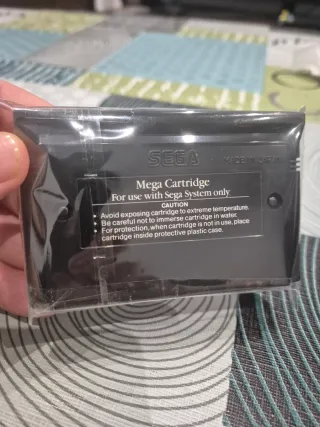 SEGA
MADE IN JAPAN
Mega Cartridge
For use with Sega System only
CAUTION
• Avoid exposing cartridge to extreme temperature.
• Be careful not to immerse cartridge in water.
• For protection, when cartridge is not in use, place
cartridge inside protective plastic case.